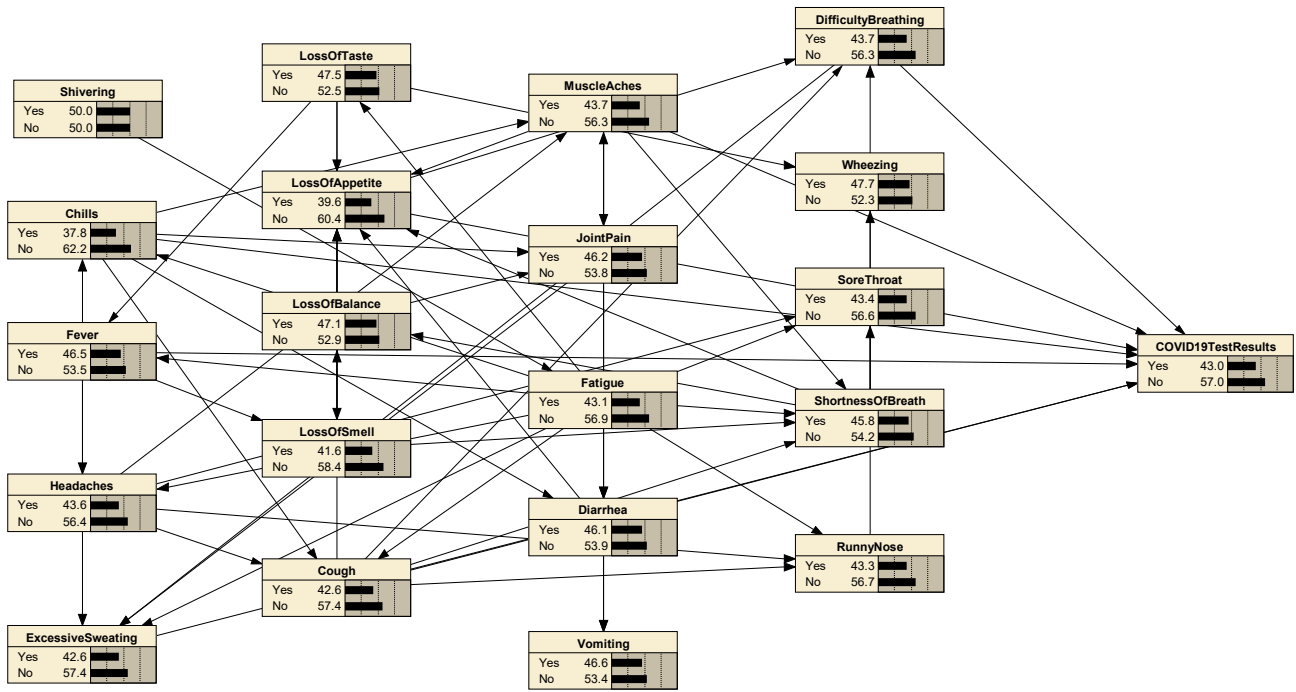 Shivering
Yes 50.0
No 50.0
Chills
Yes 37.8
No 62.2
Fever
Yes 46.5
No 53.5
Headaches
Yes 43.6
No 56.4
ExcessiveSweating
Yes 42.6
No 57.4
LossOfTaste
Yes 47.5
No 52.5
LossOfAppetite
Yes 39.6
No 60.4
LossOfBalance
Yes 47.1
No 52.9
LossOfSmell
Yes 41.6
No 58.4
Cough
Yes 42.6
No 57.4
MuscleAches
Yes 43.7
No 56.3
JointPain
Yes 46.2
No 53.8
Fatigue
Yes 43.1
No 56.9
Diarrhea
Yes 46.1
No 53.9
Vomiting
Yes 46.6
No 53.4
DifficultyBreathing
Yes 43.7
No 56.3
Wheezing
Yes 47.7
No 52.3
SoreThroat
Yes 43.4
No 56.6
ShortnessOfBreath
Yes 45.8
No 54.2
RunnyNose
Yes 43.3
No 56.7
COVID19TestResults
Yes 43.0
No 57.0